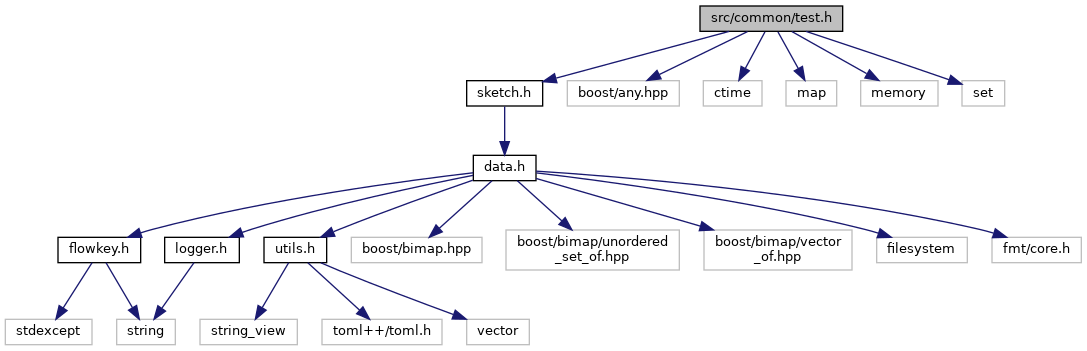 src/common/test.h
sketch.h
boost/any.hpp
ctime
map
memory
set
data.h
flowkey.h
logger.h
utils.h
boost/bimap.hpp
boost/bimap/unordered
_set_of.hpp
boost/bimap/vector
_of.hpp
filesystem
fmt/core.h
stdexcept
string
string_view
toml++/toml.h
vector